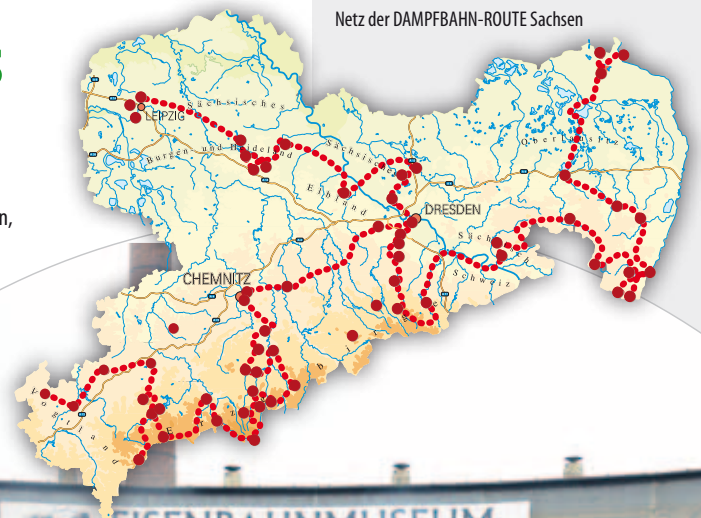 Netz der DAMPFBAHN-ROUTE Sachsen
S
LEIPZIG
Sächsisches
Burgen- und Heideland
Sächsisches
Elbland
Oberlausitz
n,
DRESDEN
Sächsische
Schweiz
CHEMNITZ
Vogtland
Erzgebirge
EISENBAHNMUSEUM